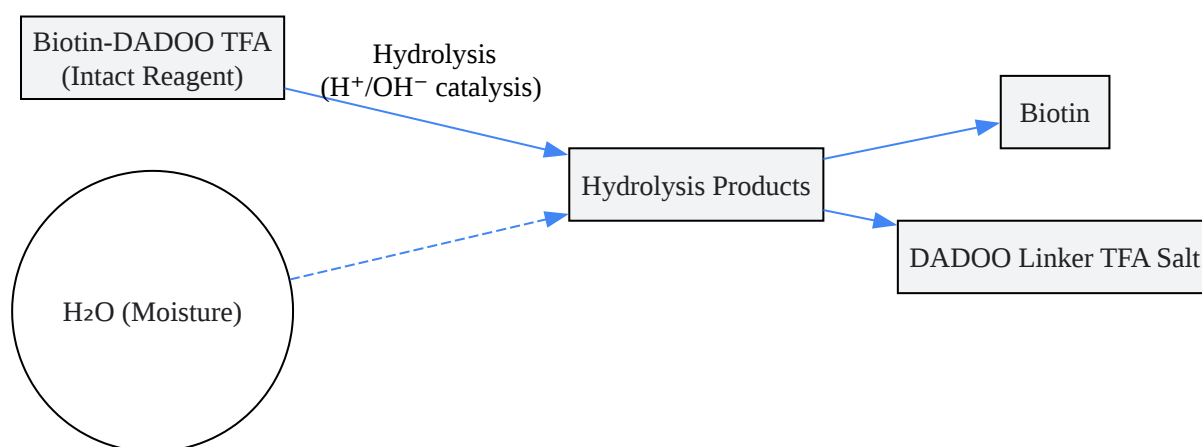 Biotin-DADOO TFA
(Intact Reagent)
Hydrolysis
(H⁺/OH⁻ catalysis)
Biotin
Hydrolysis Products
DADOO Linker TFA Salt
H₂O (Moisture)